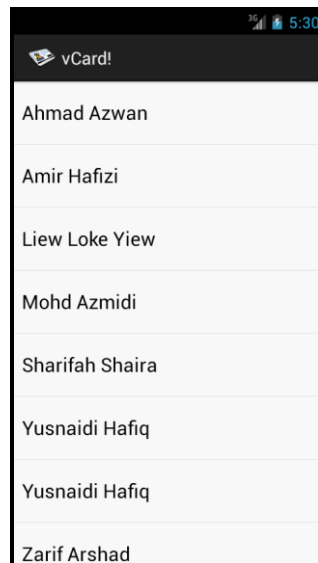 3G 5:30
vCard!
Ahmad Azwan
Amir Hafizi
Liew Loke Yiew
Mohd Azmidi
Sharifah Shaira
Yusnaidi Hafiq
Yusnaidi Hafiq
Zarif Arshad